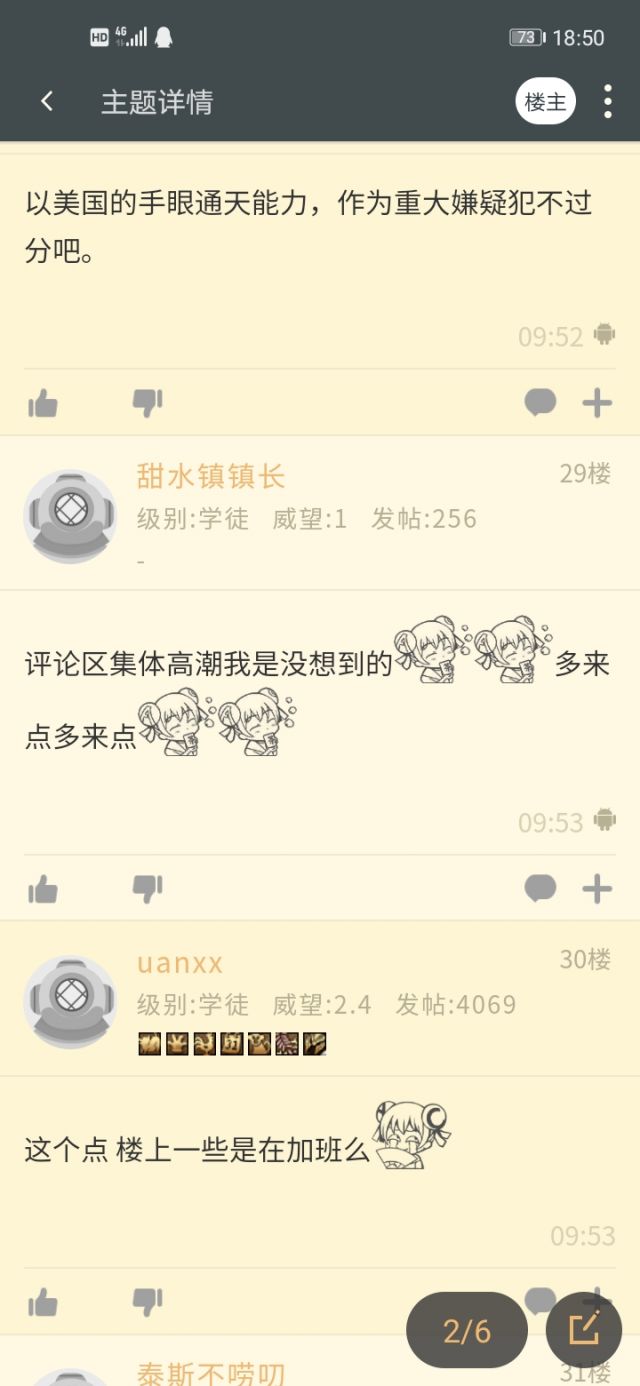 HD 4G 73 18:50
主题详情 楼主
以美国的手眼通天能力，作为重大嫌疑犯不过
分吧。
09:52
甜水镇镇长 29楼
级别:学徒 威望:1 发帖:256
-
评论区集体高潮我是没想到的 多来
点多来点
09:53
uanxx 30楼
级别:学徒 威望:2.4 发帖:4069
这个点 楼上一些是在加班么
09:53
2/6
泰斯不唠叨 31楼